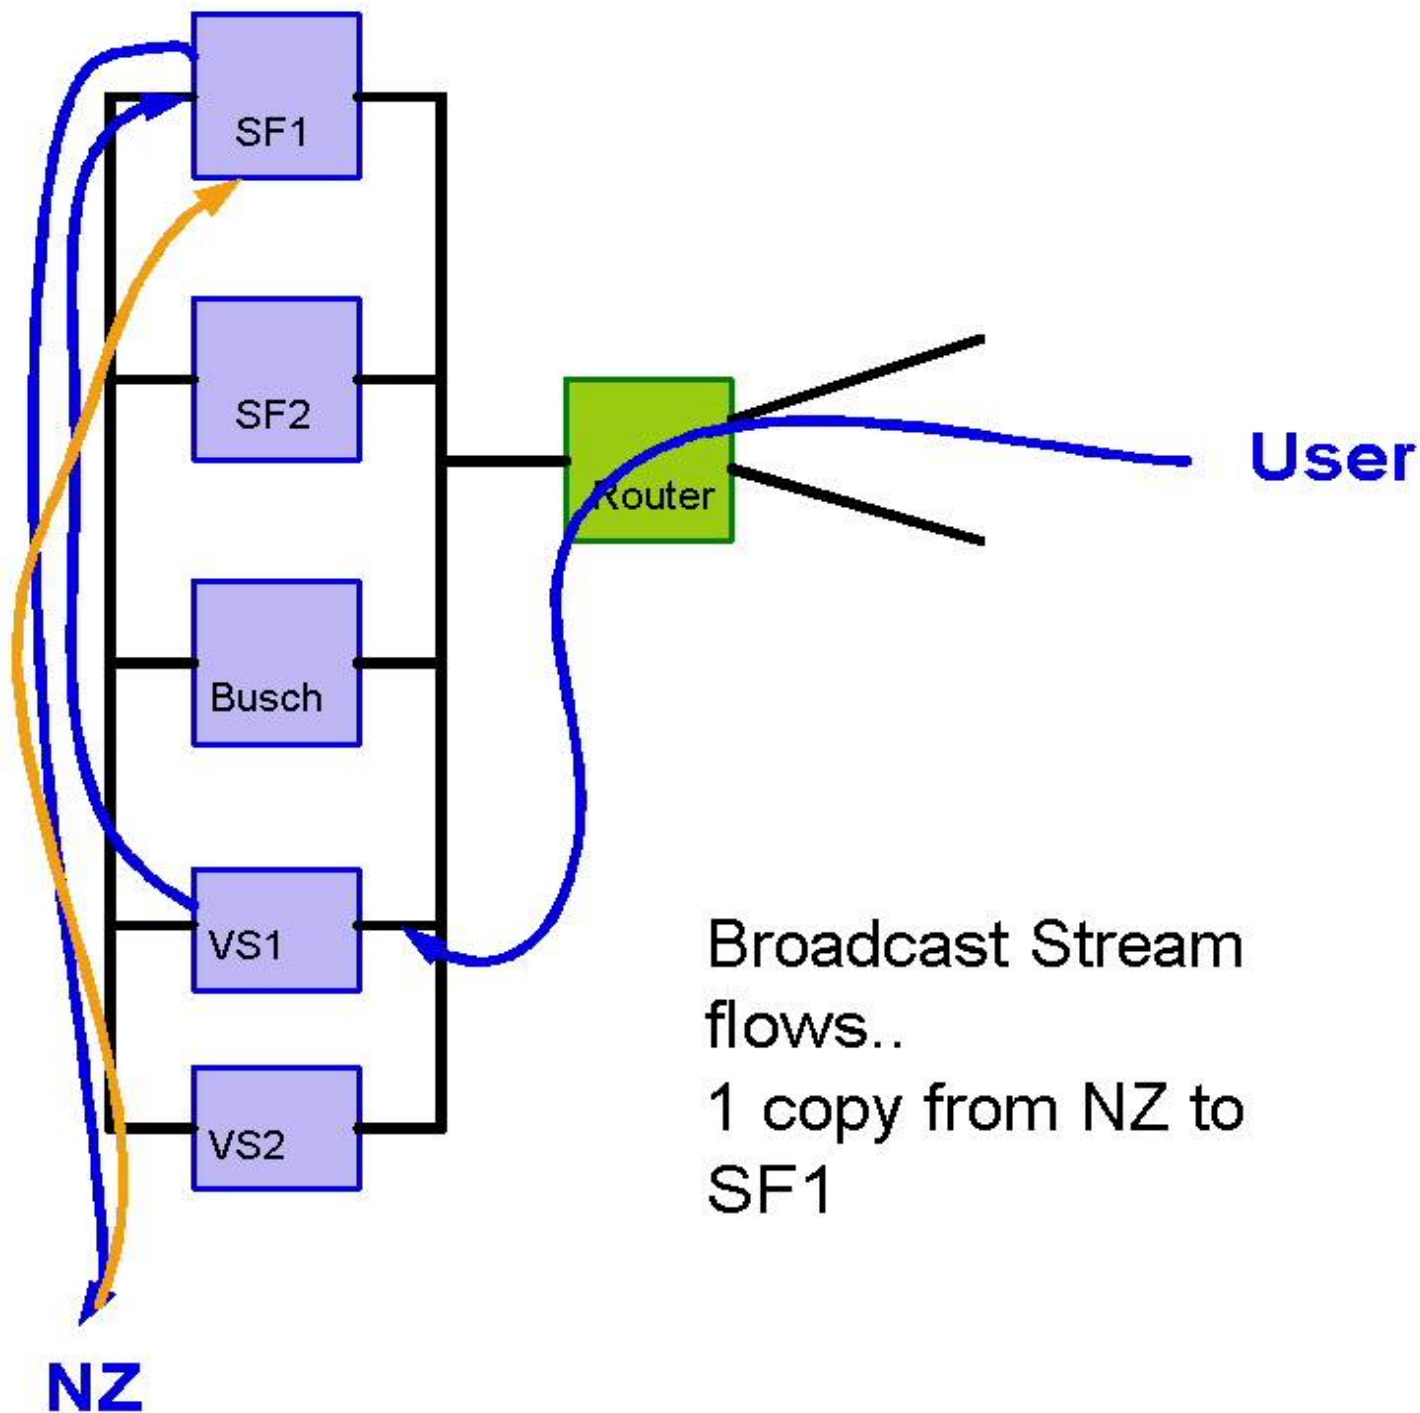 SF1
SF2
User
Router
Busch
VS1
Broadcast Stream
flows..
1 copy from NZ to
SF1
VS2
NZ